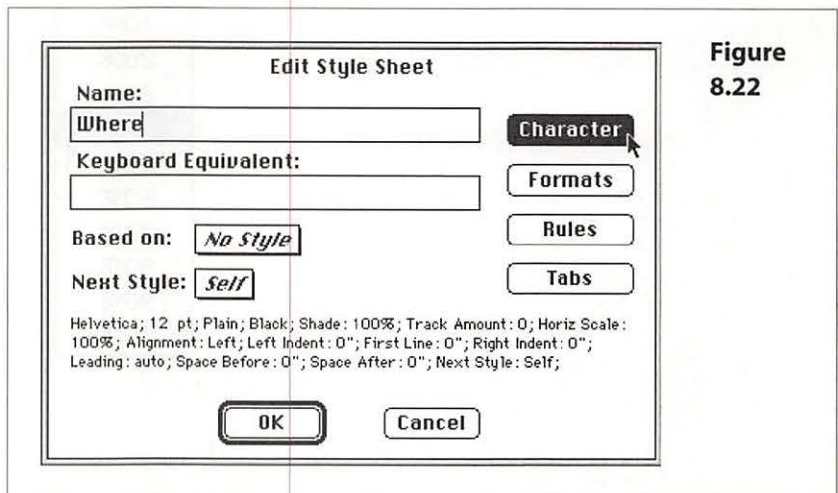 Figure
8.22
Edit Style Sheet
Name:
Where
Keyboard Equivalent:
Based on: No Style
Next Style: Self
Character
Formats
Rules
Tabs
Helvetica; 12 pt; Plain; Black; Shade: 100%; Track Amount: 0; Horiz Scale:
100%; Alignment: Left; Left Indent: 0"; First Line: 0"; Right Indent: 0";
Leading: auto; Space Before: 0"; Space After: 0"; Next Style: Self;
OK
Cancel